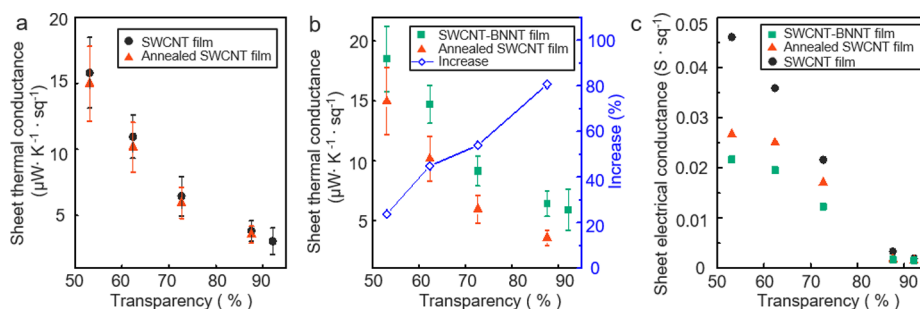 a
SWCNT film
Annealed SWCNT film
Sheet thermal conductance
(μW· K⁻¹ · sq⁻¹)
20
15
10
5
50 60 70 80 90
Transparency ( % )
b
SWCNT-BNNT film
Annealed SWCNT film
Increase
Sheet thermal conductance
(μW· K⁻¹ · sq⁻¹)
20
15
10
5
50 60 70 80 90
Transparency ( % )
100
80
60
40
20
0
Increase (%)
c
SWCNT-BNNT film
Annealed SWCNT film
SWCNT film
Sheet electrical conductance (S · sq)
0.05
0.04
0.03
0.02
0.01
0.00
50 60 70 80 90
Transparency ( % )